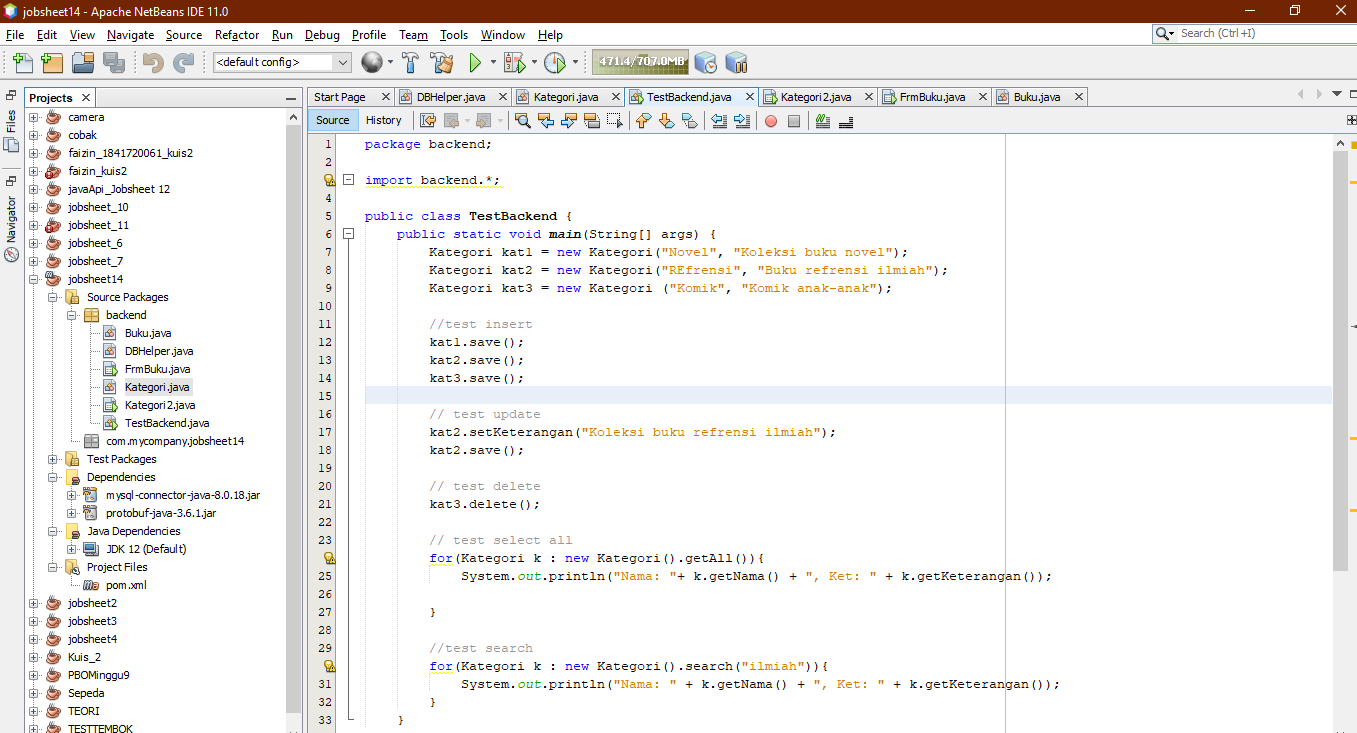 jobsheet14 - Apache NetBeans IDE 11.0
File Edit View Navigate Source Refactor Run Debug Profile Team Tools Window Help
Search (Ctrl+I)
<default config>
471.4/707.0MB
Files
Navigator
Projects
camera
cobak
faizin_1841720061_kuis2
faizin_kuis2
javaApi_Jobsheet 12
jobsheet_10
jobsheet_11
jobsheet_6
jobsheet_7
jobsheet14
Source Packages
backend
Buku.java
DBHelper.java
FrmBuku.java
Kategori.java
Kategori2.java
TestBackend.java
com.mycompany.jobsheet14
Test Packages
Dependencies
mysql-connector-java-8.0.18.jar
protobuf-java-3.6.1.jar
Java Dependencies
JDK 12 (Default)
Project Files
pom.xml
jobsheet2
jobsheet3
jobsheet4
Kuis_2
PBOMinggu9
Sepeda
TEORI
TESTTEMBOK
Start Page DBHelper.java Kategori.java TestBackend.java Kategori2.java FrmBuku.java Buku.java
Source History
1 package backend;
2
import backend.*;
4
5 public class TestBackend {
6 public static void main(String[] args) {
7 Kategori kat1 = new Kategori("Novel", "Koleksi buku novel");
8 Kategori kat2 = new Kategori("REfrensi", "Buku refrensi ilmiah");
9 Kategori kat3 = new Kategori ("Komik", "Komik anak-anak");
10
11 //test insert
12 kat1.save();
13 kat2.save();
14 kat3.save();
15
16 // test update
17 kat2.setKeterangan("Koleksi buku refrensi ilmiah");
18 kat2.save();
19
20 // test delete
21 kat3.delete();
22
23 // test select all
for(Kategori k : new Kategori().getAll()){
25 System.out.println("Nama: "+ k.getNama() + ", Ket: " + k.getKeterangan());
26
27 }
28
29 //test search
for(Kategori k : new Kategori().search("ilmiah")){
31 System.out.println("Nama: " + k.getNama() + ", Ket: " + k.getKeterangan());
32 }
33 }